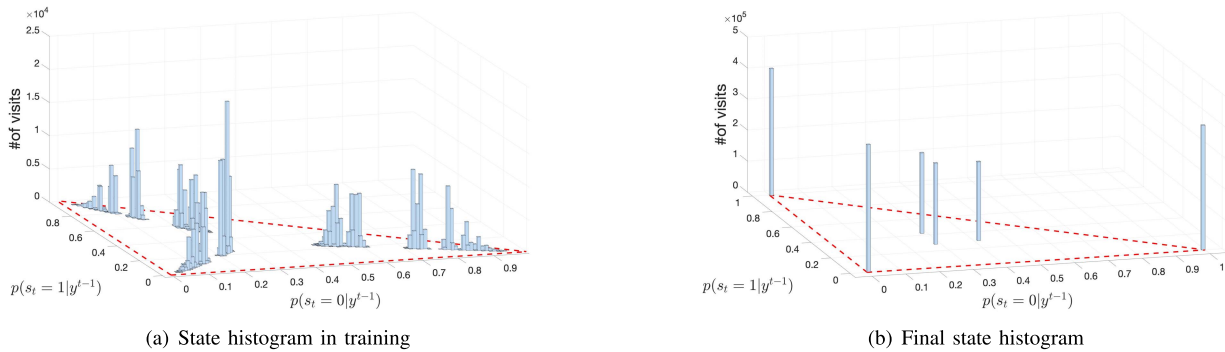 ×10⁴
2.5
2
1.5
1
0.5
0
#of visits
0.8
0.6
0.4
0.2
0
p(s_t = 1|y^{t-1})
0 0.1 0.2 0.3 0.4 0.5 0.6 0.7 0.8 0.9
p(s_t = 0|y^{t-1})
(a) State histogram in training
×10⁵
5
4
3
2
1
0
#of visits
1
0.8
0.6
0.4
0.2
0
p(s_t = 1|y^{t-1})
0 0.1 0.2 0.3 0.4 0.5 0.6 0.7 0.8 0.9 1
p(s_t = 0|y^{t-1})
(b) Final state histogram